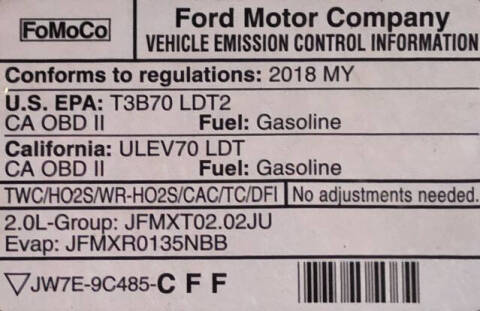 FoMoCo
Ford Motor Company
VEHICLE EMISSION CONTROL INFORMATION
Conforms to regulations: 2018 MY
U.S. EPA: T3B70 LDT2
CA OBD II Fuel: Gasoline
California: ULEV70 LDT
CA OBD II Fuel: Gasoline
TWC/HO2S/WR-HO2S/CAC/TC/DFI No adjustments needed.
2.0L-Group: JFMXT02.02JU
Evap: JFMXR0135NBB
▽JW7E-9C485-CFF